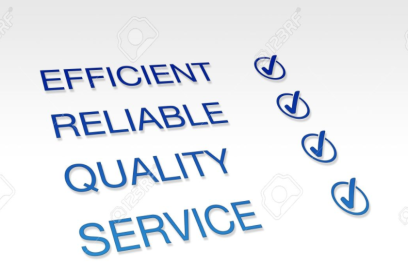 EFFICIENT
RELIABLE
QUALITY
SERVICE